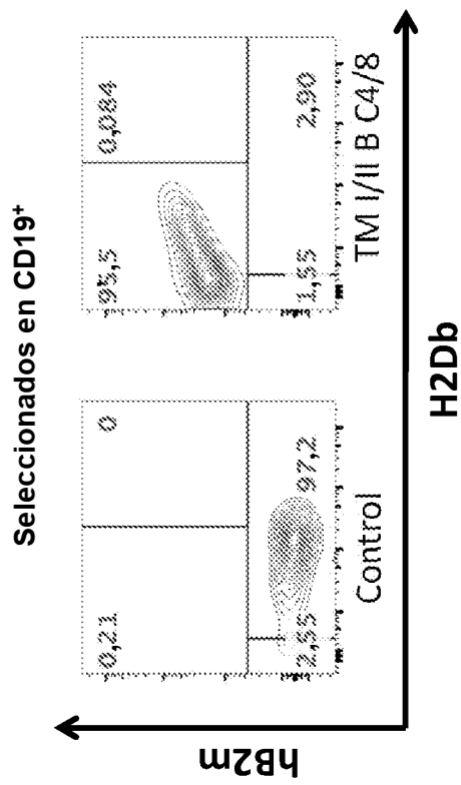 Seleccionados en CD19⁺
0,21
0
2,55
97,2
Control
95,5
0,084
1,55
2,90
TM I/II B C4/8
hB2m
H2Db